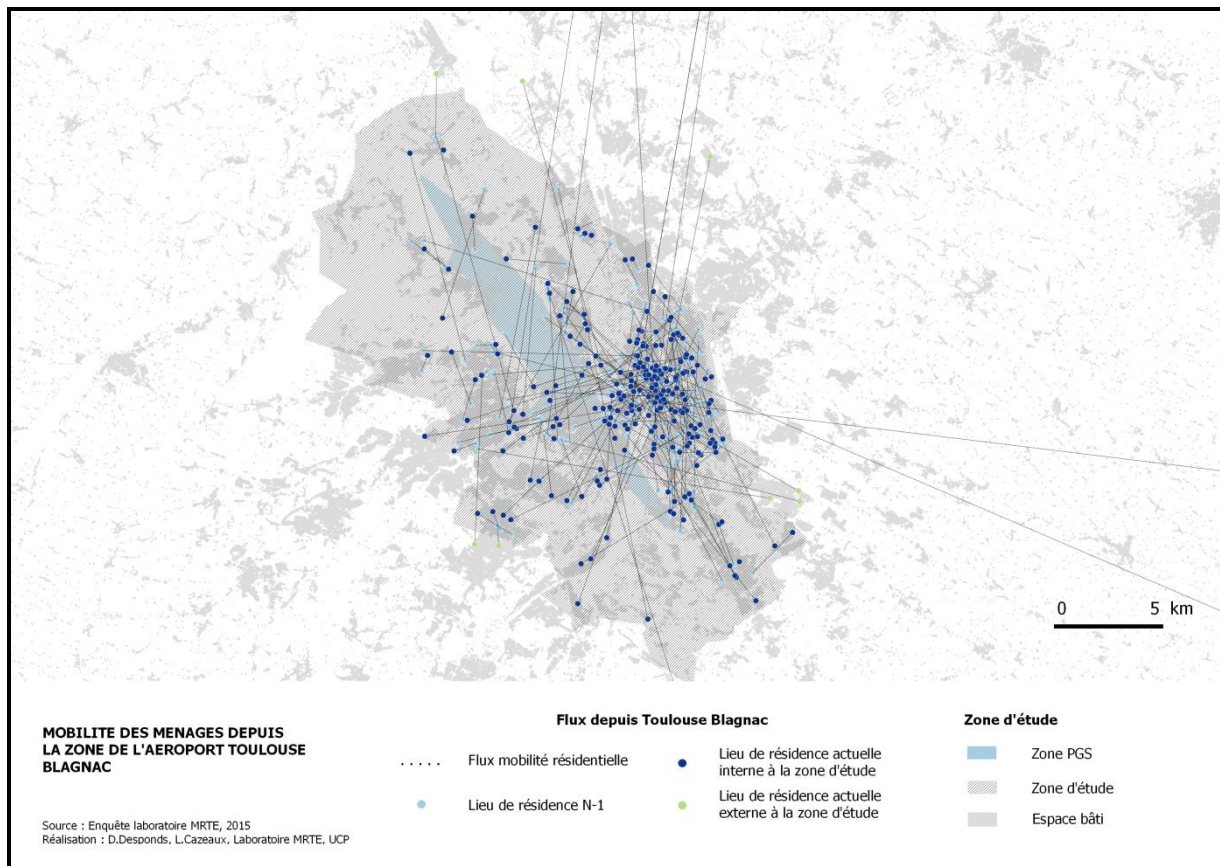 0 5 km
MOBILITE DES MENAGES DEPUIS
LA ZONE DE L'AEROPORT TOULOUSE
BLAGNAC
Source : Enquête laboratoire MRTE, 2015
Réalisation : D.Desponds, L.Cazeaux, Laboratoire MRTE, UCP
Flux depuis Toulouse Blagnac
Flux mobilité résidentielle
Lieu de résidence N-1
Lieu de résidence actuelle
interne à la zone d'étude
Lieu de résidence actuelle
externe à la zone d'étude
Zone d'étude
Zone PGS
Zone d'étude
Espace bâti